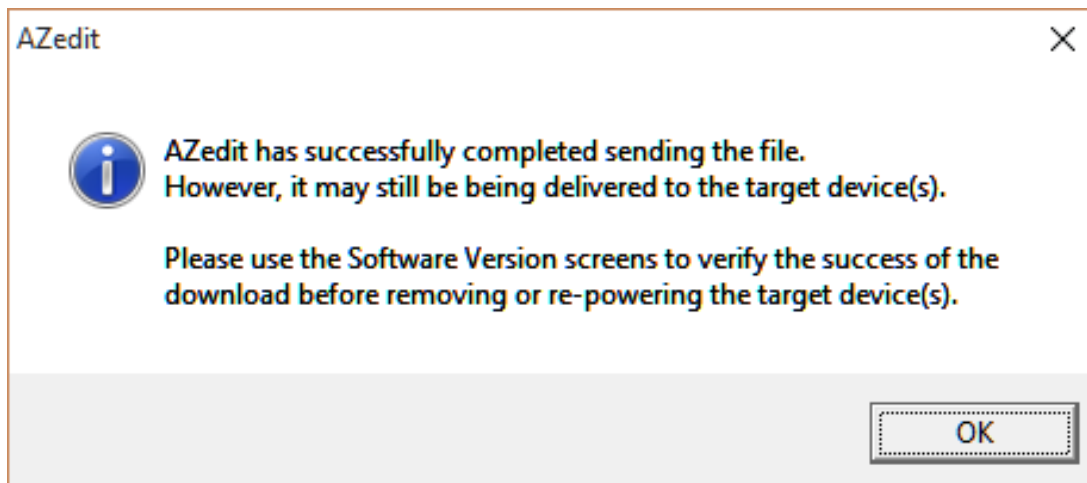 AZedit
AZedit has successfully completed sending the file.
However, it may still be being delivered to the target device(s).
Please use the Software Version screens to verify the success of the
download before removing or re-powering the target device(s).
OK